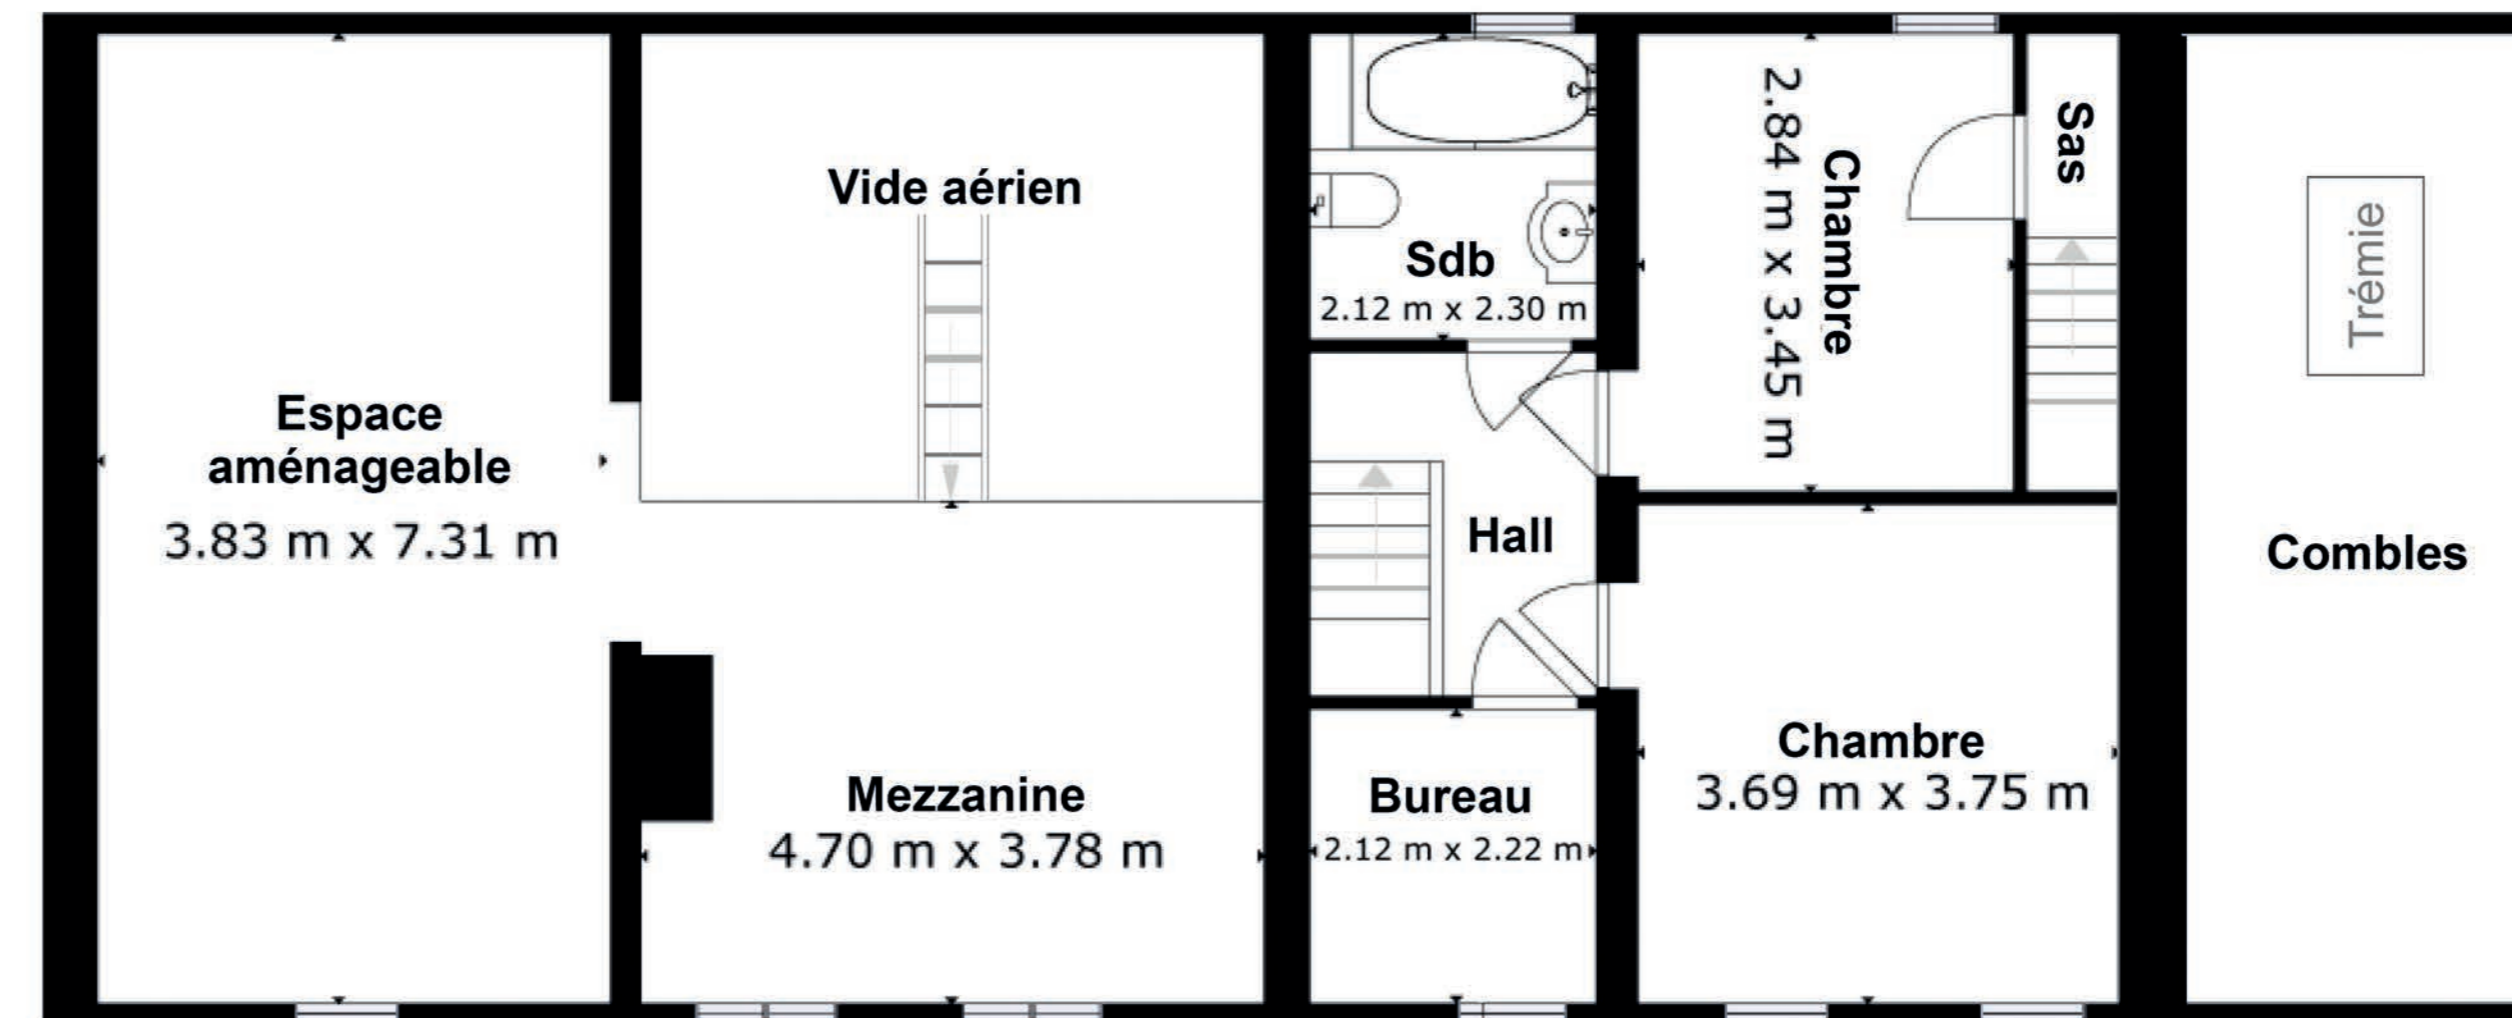 Espace
aménageable
3.83 m x 7.31 m
Vide aérien
Mezzanine
4.70 m x 3.78 m
Sdb
2.12 m x 2.30 m
Hall
Bureau
2.12 m x 2.22 m
Chambre
2.84 m x 3.45 m
Sas
Chambre
3.69 m x 3.75 m
Trémie
Combles